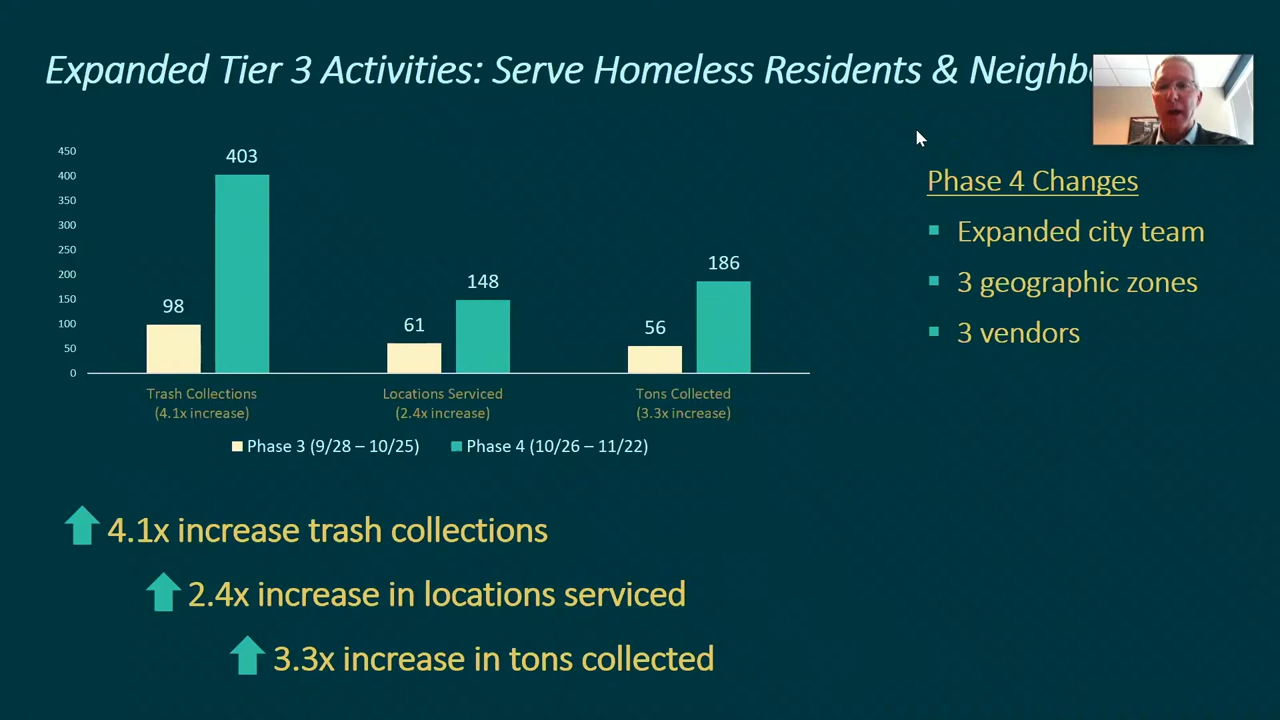 Expanded Tier 3 Activities: Serve Homeless Residents &
450
400
350
300
250
200
150
100
50
0
98
403
61
148
56
186
Trash Collections
(4.1x increase)
Locations Serviced
(2.4x increase)
Tons Collected
(3.3x increase)
Phase 3 (9/28 – 10/25)
Phase 4 (10/26 – 11/22)
Phase 4 Changes
Expanded city team
3 geographic zones
3 vendors
4.1x increase trash collections
2.4x increase in locations serviced
3.3x increase in tons collected